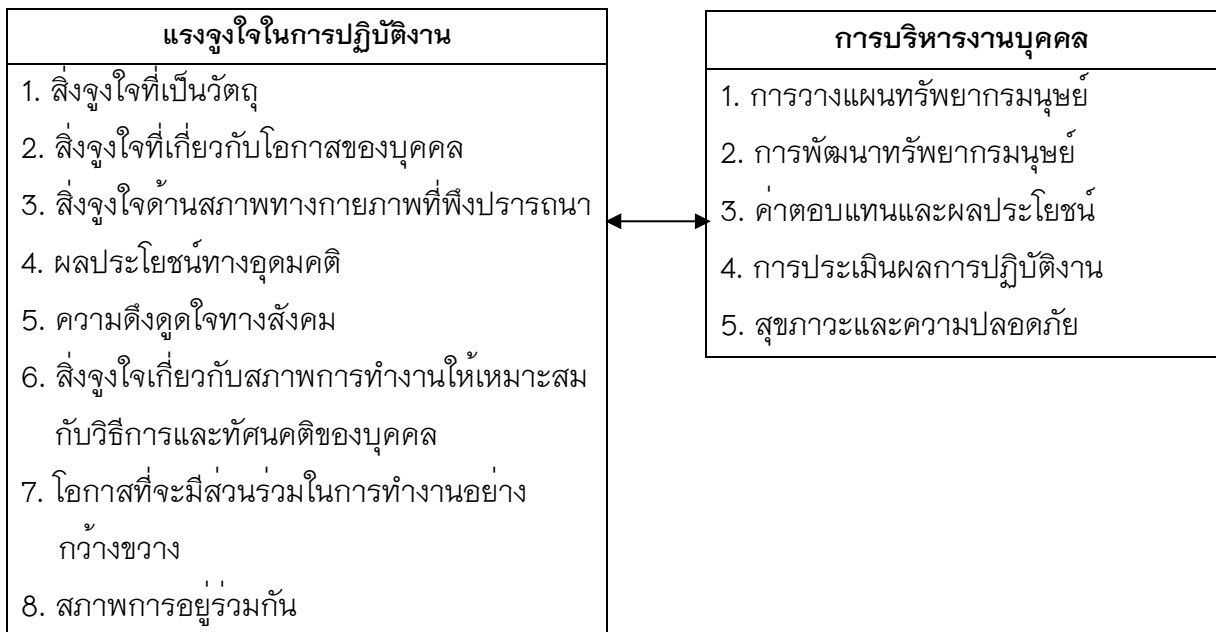 แรงจูงใจในการปฏิบัติงาน
1. สิ่งจูงใจที่เป็นวัตถุ
2. สิ่งจูงใจที่เกี่ยวกับโอกาสของบุคคล
3. สิ่งจูงใจด้านสภาพทางกายภาพที่พึงปรารถนา
4. ผลประโยชน์ทางอุดมคติ
5. ความดึงดูดใจทางสังคม
6. สิ่งจูงใจเกี่ยวกับสภาพการทำงานให้เหมาะสม
กับวิธีการและทัศนคติของบุคคล
7. โอกาสที่จะมีส่วนร่วมในการทำงานอย่าง
กว้างขวาง
8. สภาพการอยู่ร่วมกัน
การบริหารงานบุคคล
1. การวางแผนทรัพยากรมนุษย์
2. การพัฒนาทรัพยากรมนุษย์
3. ค่าตอบแทนและผลประโยชน์
4. การประเมินผลการปฏิบัติงาน
5. สุขภาวะและความปลอดภัย